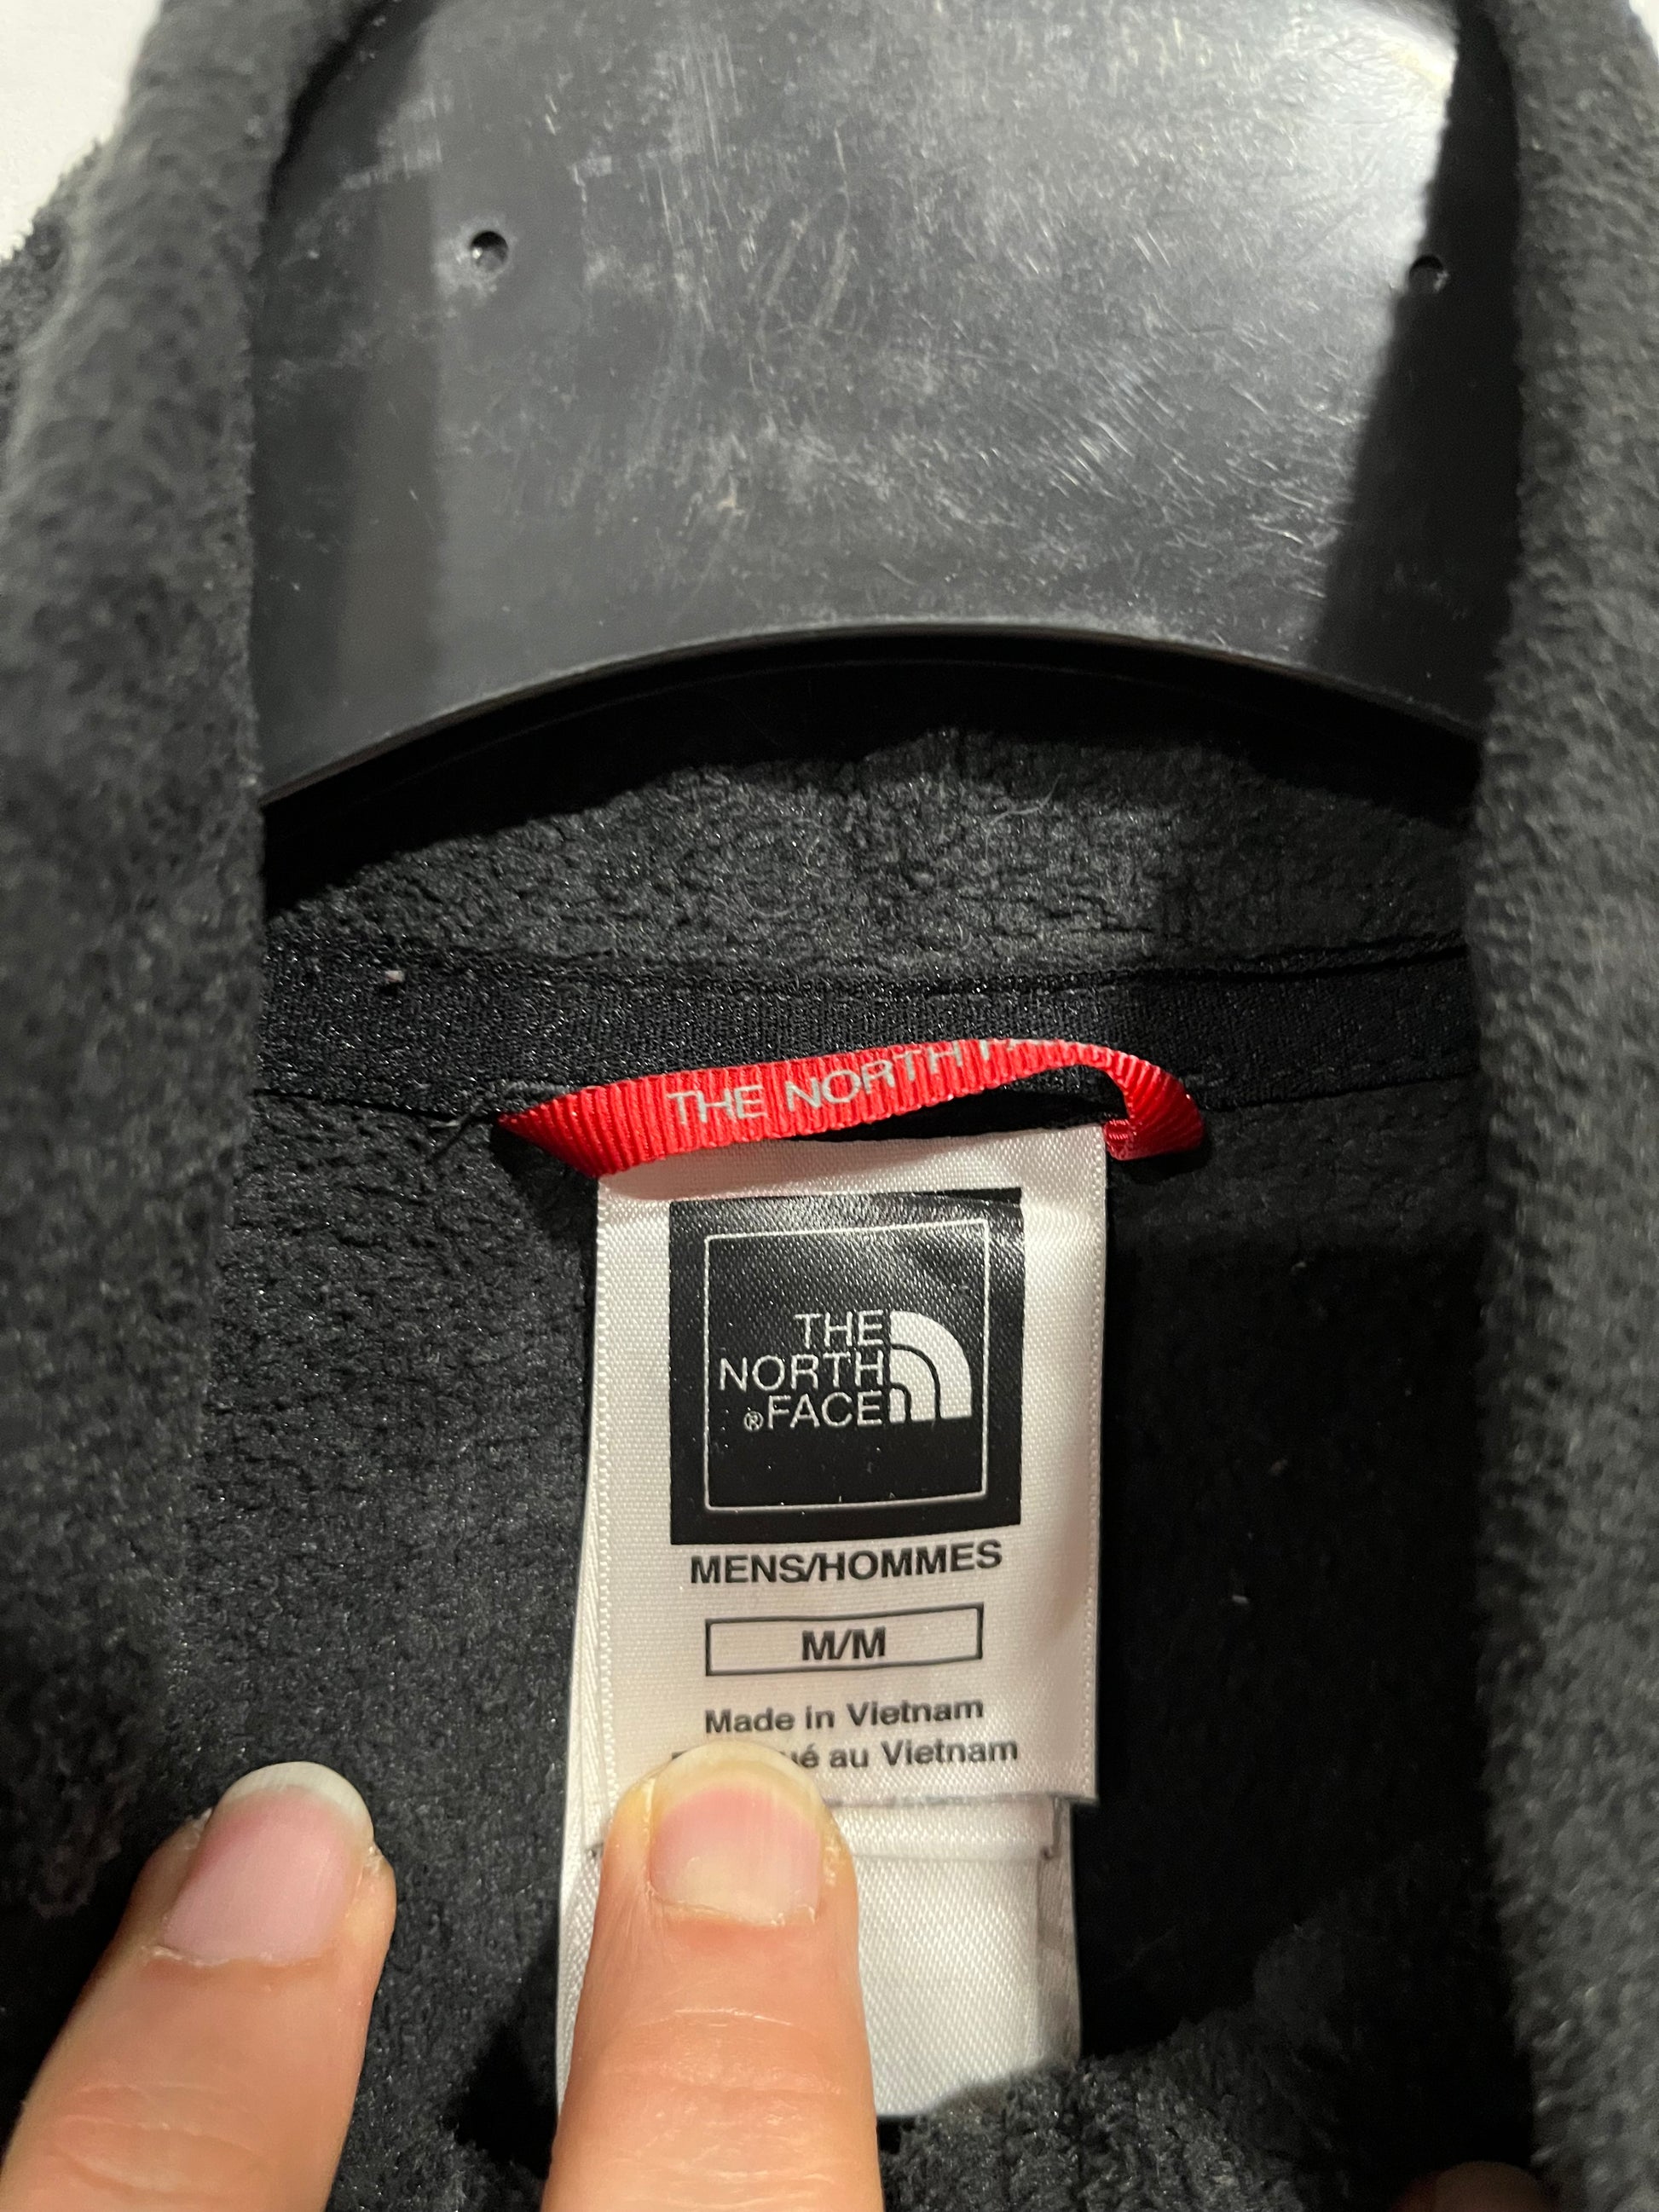 THE NORTH
THE
NORTH
®FACE
MENS/HOMMES
M/M
Made in Vietnam
au Vietnam